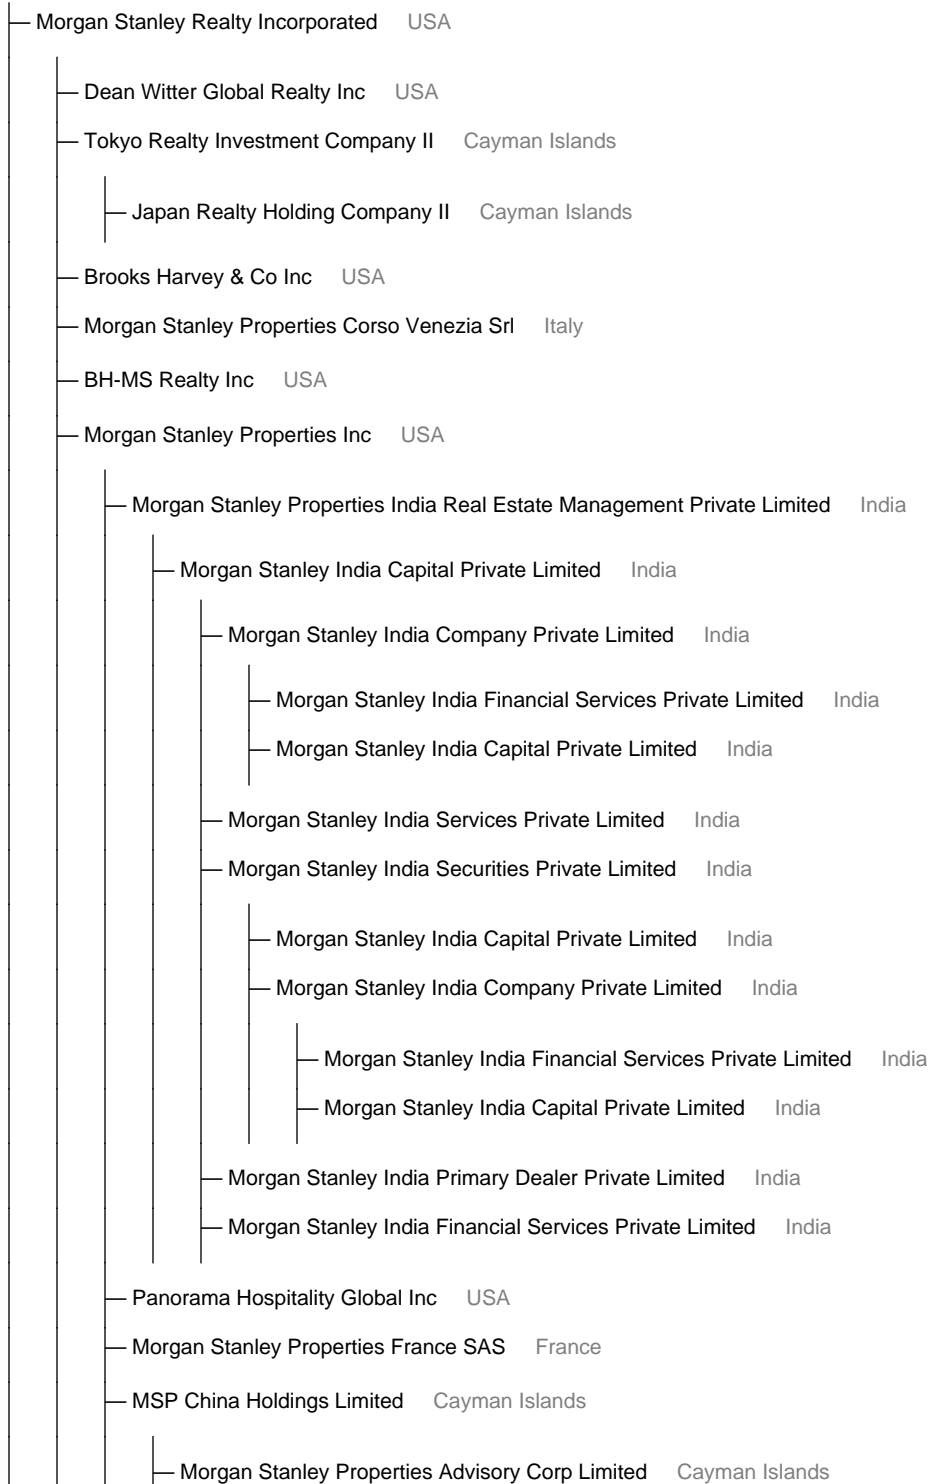 Morgan Stanley Realty Incorporated USA
Dean Witter Global Realty Inc USA
Tokyo Realty Investment Company II Cayman Islands
Japan Realty Holding Company II Cayman Islands
Brooks Harvey & Co Inc USA
Morgan Stanley Properties Corso Venezia Srl Italy
BH-MS Realty Inc USA
Morgan Stanley Properties Inc USA
Morgan Stanley Properties India Real Estate Management Private Limited India
Morgan Stanley India Capital Private Limited India
Morgan Stanley India Company Private Limited India
Morgan Stanley India Financial Services Private Limited India
Morgan Stanley India Capital Private Limited India
Morgan Stanley India Services Private Limited India
Morgan Stanley India Securities Private Limited India
Morgan Stanley India Capital Private Limited India
Morgan Stanley India Company Private Limited India
Morgan Stanley India Financial Services Private Limited India
Morgan Stanley India Capital Private Limited India
Morgan Stanley India Primary Dealer Private Limited India
Morgan Stanley India Financial Services Private Limited India
Panorama Hospitality Global Inc USA
Morgan Stanley Properties France SAS France
MSP China Holdings Limited Cayman Islands
Morgan Stanley Properties Advisory Corp Limited Cayman Islands